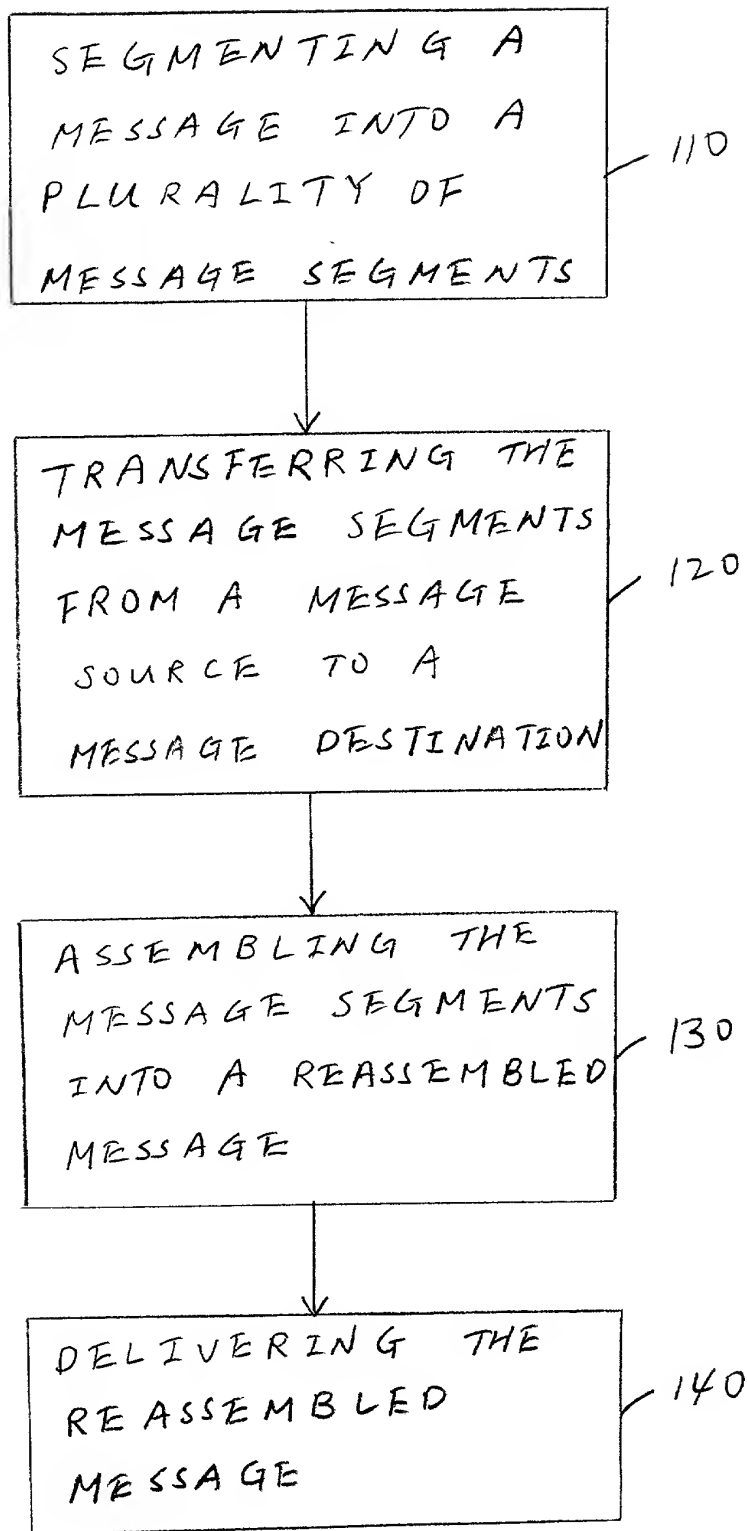 SEGMENTING A
MESSAGE INTO A
PLURALITY OF
MESSAGE SEGMENTS
110
TRANSFERRING THE
MESSAGE SEGMENTS
FROM A MESSAGE
SOURCE TO A
MESSAGE DESTINATION
120
ASSEMBLING THE
MESSAGE SEGMENTS
INTO A REASSEMBLED
MESSAGE
130
DELIVERING THE
REASSEMBLED
MESSAGE
140